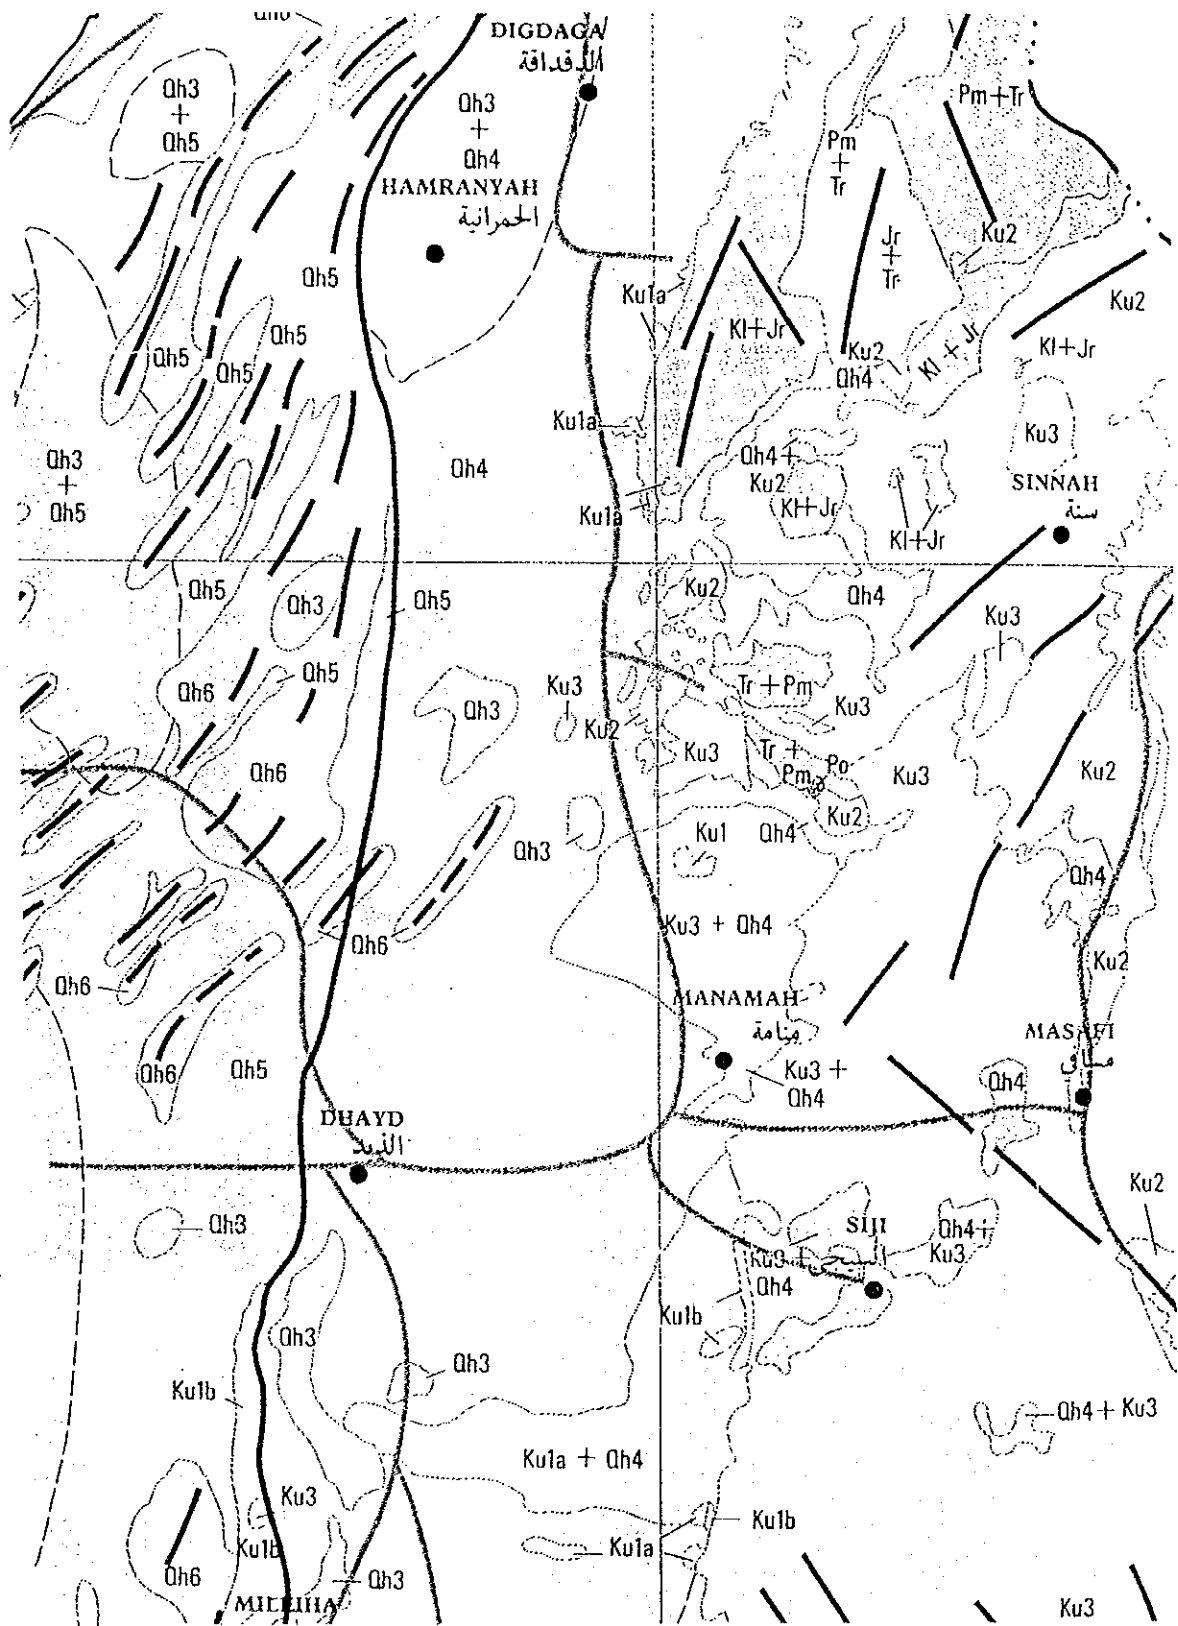 DIGDAGA
الدقداقة
Qh3
+
Qh5
Qh3
+
Qh4
Pm
+
Tr
Pm+Tr
HAMRANYAH
الحمرانية
Jr
+
Tr
Ku2
Qh5
Ku1a
Ku2
Qh5
Qh5
Qh5
Kl+Jr
Ku2
Qh4
Kl + Jr
Kl+Jr
Ku1a
Ku3
Qh3
+
Qh5
Qh4
Qh4+
Ku2
Kl+Jr
SINNAH
سنة
Ku1a
Kl+Jr
Qh5
Qh3
Qh5
Ku2
Qh4
Ku3
Qh5
Qh6
Qh3
Ku3
Ku2
Tr + Pm
Ku3
Ku3
Tr +
Pm
Po
Ku3
Ku2
Qh6
Qh3
Ku1
Qh4
Ku2
Qh4
Qh6
Ku3 + Qh4
Ku2
Qh6
MANAMAH
منامة
MASAFI
مسافي
Qh6
Qh5
Ku3 +
Qh4
Qh4
DHAYD
الذيد
Ku2
Qh3
SIJI
السيجي
Qh4+
Ku3
Ku3 +
Qh4
Ku1b
Qh3
Qh3
Ku1b
Qh4 + Ku3
Ku1a + Qh4
Ku3
Ku1b
Ku1b
Ku1a
Qh6
Qh3
MILEIHA
Ku3